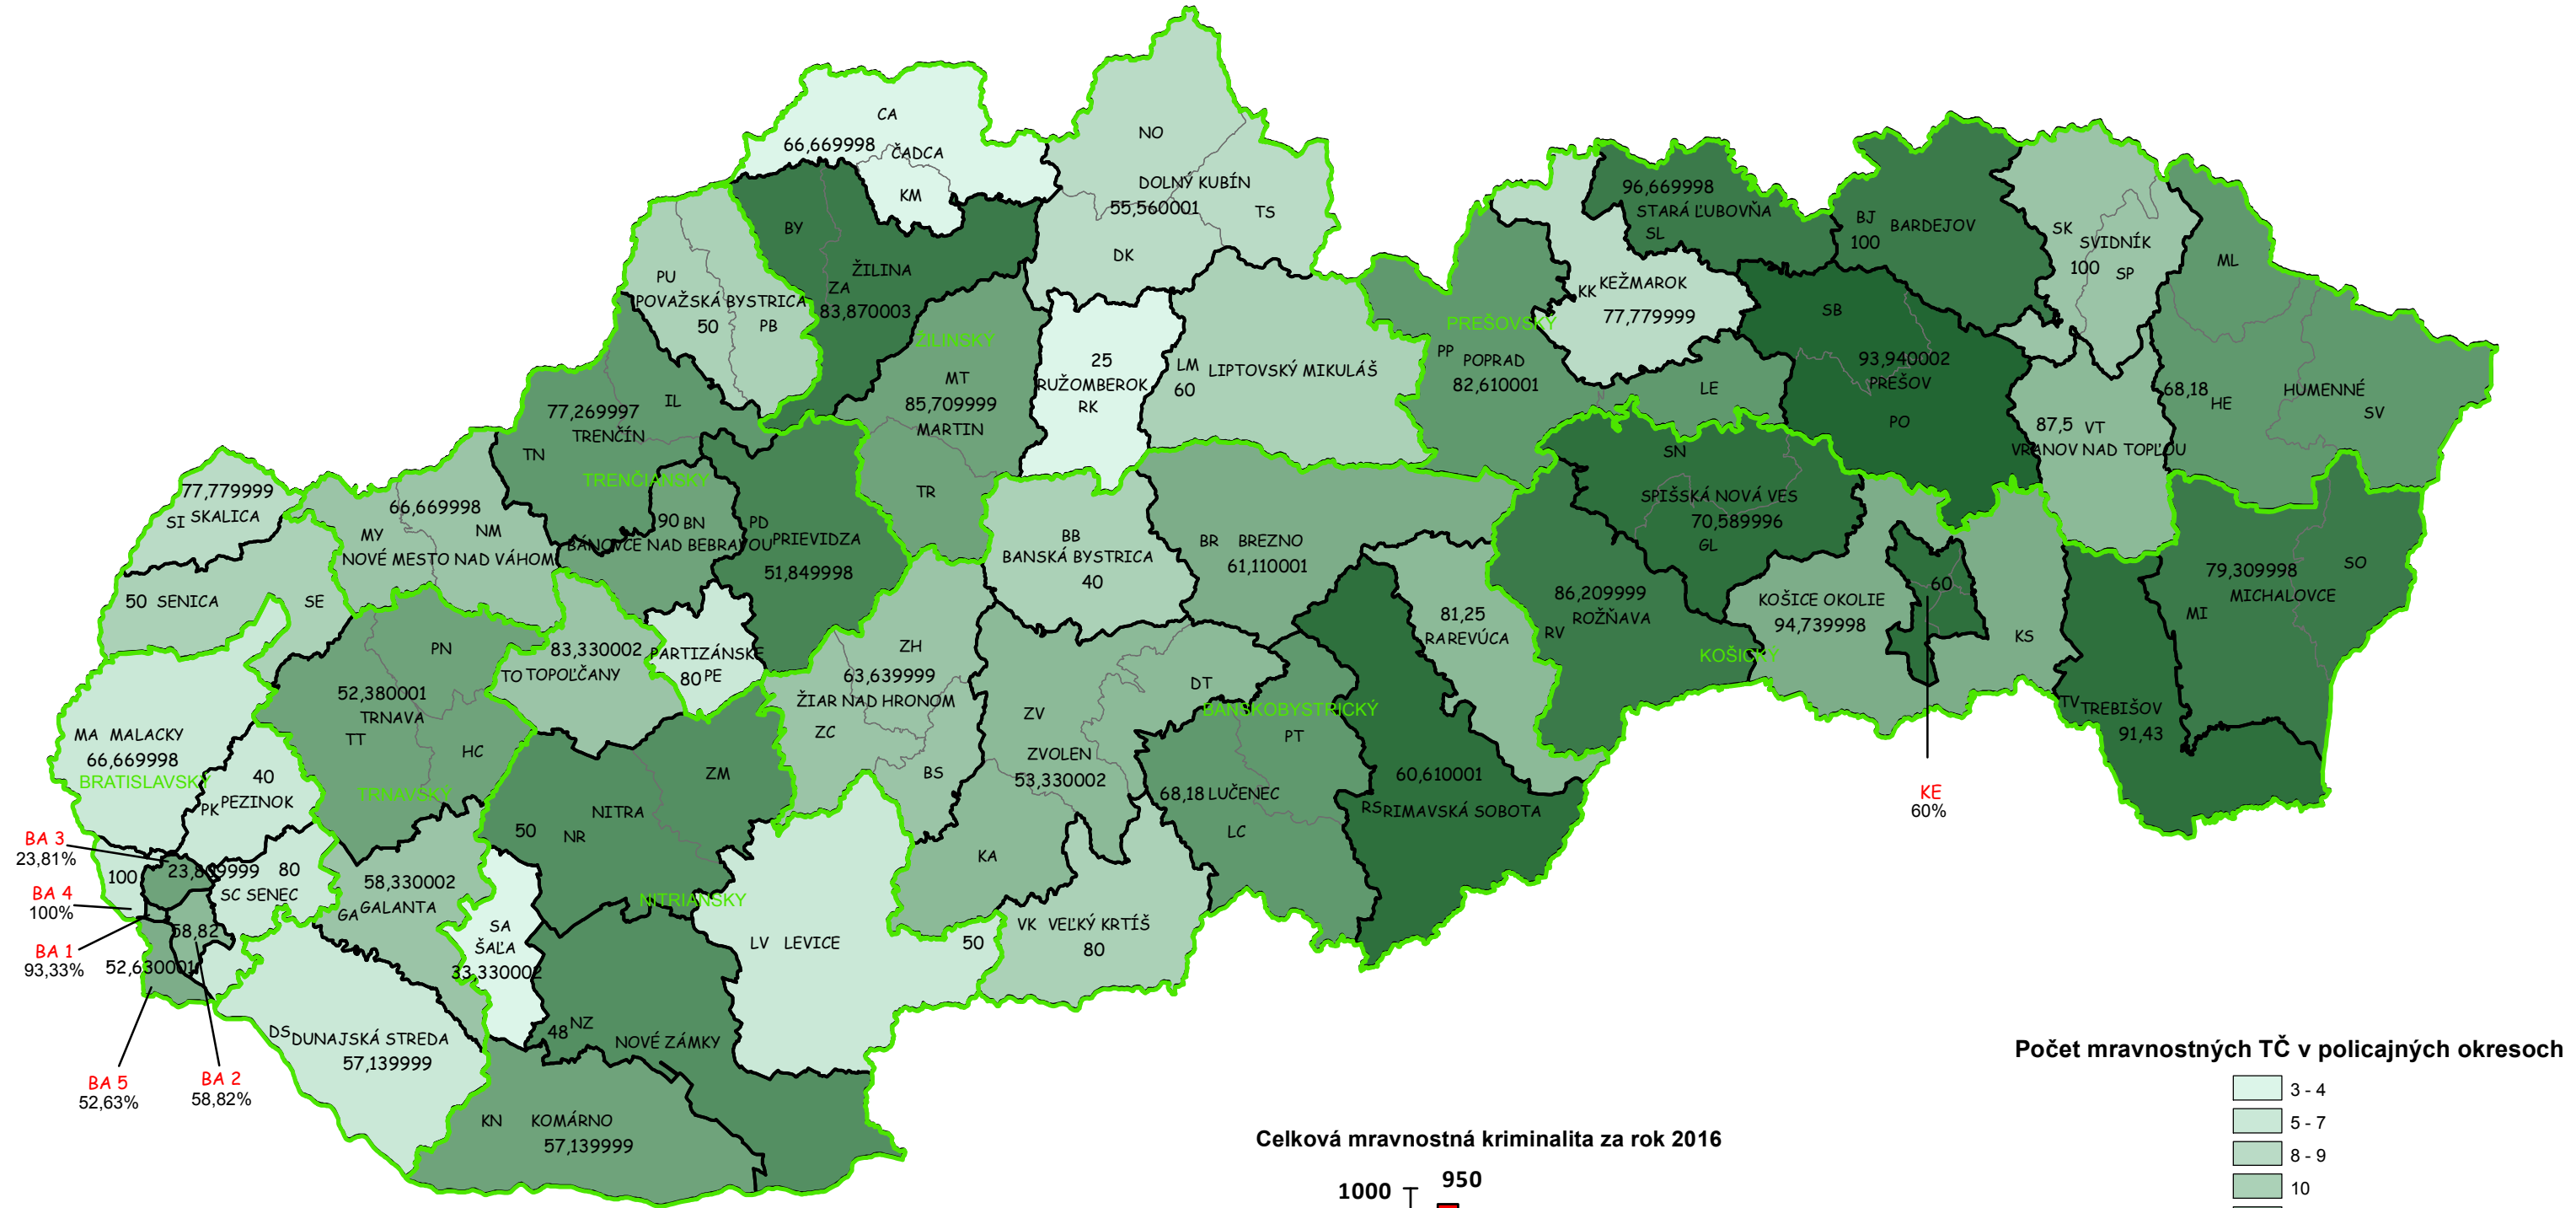 CA
66,669998
ČADCA
KM
NO
DOLNÝ KUBÍN
55,560001
TS
DK
BY
ŽILINA
ZA
83,870003
PU
POVAŽSKÁ BYSTRICA
50
PB
ŽILINSKÝ
MT
85,709999
MARTIN
TR
25
RUŽOMBEROK
RK
LM
LIPTOVSKÝ MIKULÁŠ
60
PREŠOVSKÝ
PP
POPRAD
82,610001
LE
KK
KEŽMAROK
77,779999
96,669998
STARÁ ĽUBOVŇA
SL
BJ
BARDEJOV
100
SK
SVIDNÍK
100
SP
ML
SB
93,940002
PREŠOV
PO
87,5
VT
VRANOV NAD TOPĽOU
68,18
HE
HUMENNÉ
SV
IL
77,269997
TRENČÍN
TN
TRENČIANSKY
90
BN
BÁNOVCE NAD BEBRAVOU
PD
PRIEVIDZA
51,849998
77,779999
SI
SKALICA
66,669998
MY
NM
NOVÉ MESTO NAD VÁHOM
50
SENICA
SE
BB
BANSKÁ BYSTRICA
40
BR
BREZNO
61,110001
SN
SPIŠSKÁ NOVÁ VES
70,589996
GL
86,209999
ROŽŇAVA
RV
81,25
RA
REVÚCA
KOŠICE OKOLIE
94,739998
60
KS
KOŠICKÝ
79,309998
MICHALOVCE
MI
SO
TV
TREBIŠOV
91,43
KE
60%
PN
52,380001
TRNAVA
TT
HC
TRNAVSKÝ
83,330002
TO
TOPOĽČANY
PARTIZÁNSKE
80
PE
ZH
63,639999
ŽIAR NAD HRONOM
ZC
BS
DT
ZV
ZVOLEN
53,330002
KA
BANSKOBYSTRICKÝ
PT
68,18
LUČENEC
LC
60,610001
RS
RIMAVSKÁ SOBOTA
MA
MALACKY
66,669998
BRATISLAVSKÝ
40
PK
PEZINOK
BA 3
23,81%
23,809999
100
80
SC
SENEC
BA 4
100%
BA 1
93,33%
58,82
52,630001
BA 5
52,63%
BA 2
58,82%
58,330002
GA
GALANTA
ZM
NITRA
50
NR
NITRIANSKY
SA
ŠAĽA
33,330002
LV
LEVICE
50
VK
VEĽKÝ KRTÍŠ
80
DS
DUNAJSKÁ STREDA
57,139999
48
NZ
NOVÉ ZÁMKY
KN
KOMÁRNO
57,139999
Počet mravnostných TČ v policajných okresoch
3 - 4
5 - 7
8 - 9
10
Celková mravnostná kriminalita za rok 2016
1000
950